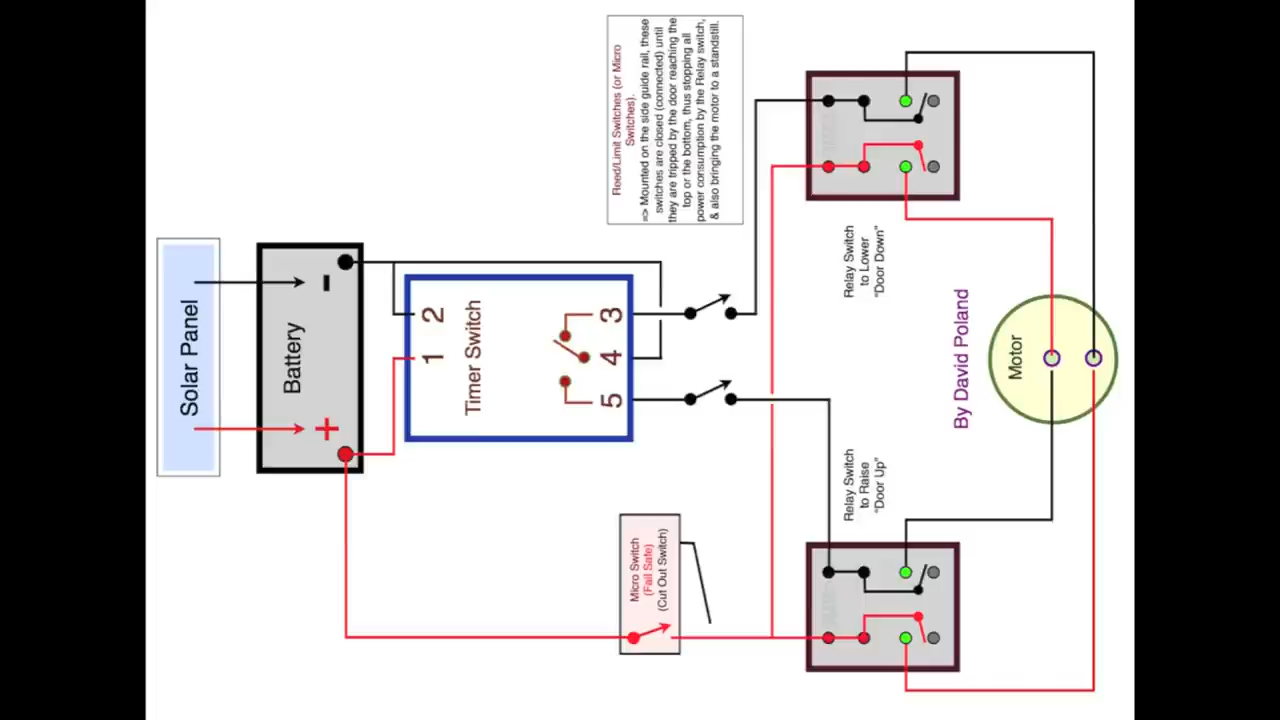 Solar Panel
Battery
+
-
1
2
Timer Switch
5
4
3
Reed/Limit Switches (or Micro
Switches).
=> Mounted on the side guide rail, these
switches are closed (connected) until
they are tripped by the door reaching the
top or the bottom, thus stopping all
power consumption by the Relay switch,
& also bringing the motor to a standstill.
Micro Switch
(Fail Safe)
(Cut Out Switch)
Relay Switch
to Raise
"Door Up"
Relay Switch
to Lower
"Door Down"
By David Poland
Motor